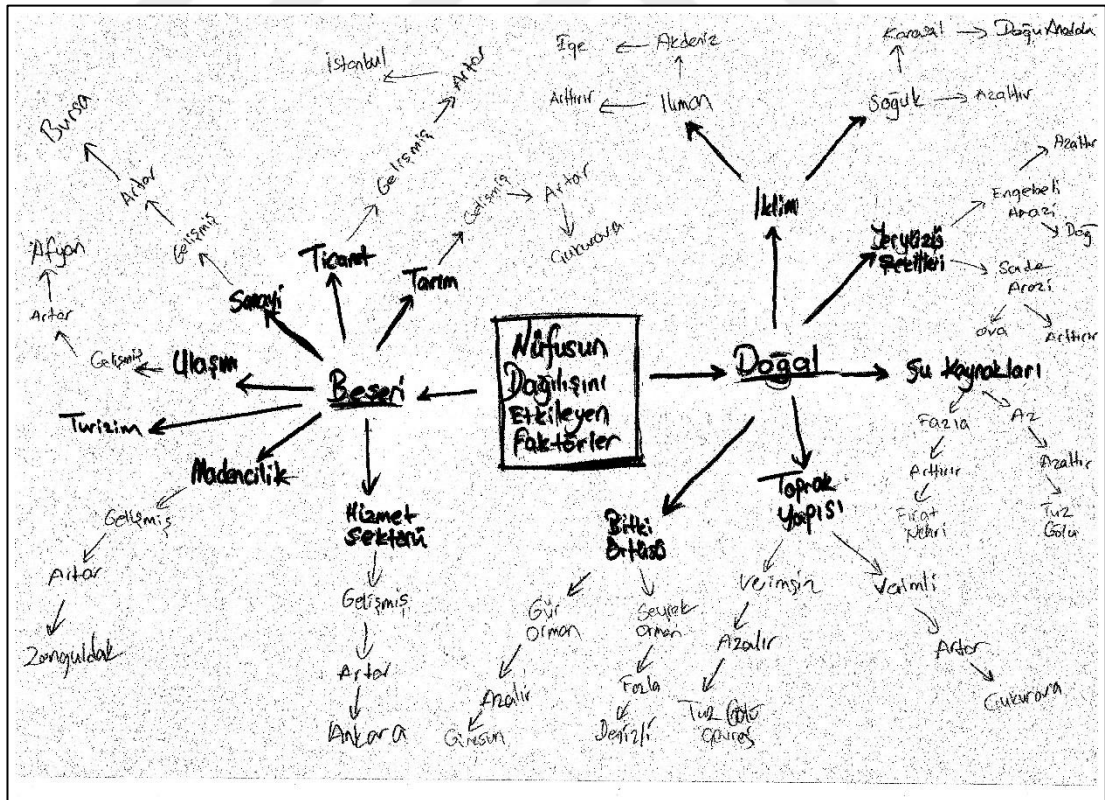 Nüfusun
Dağılışını
Etkileyen
Faktörler
Beşeri
Sanayi
Gelişmiş
Artar
Bursa
Ticaret
Gelişmiş
Artar
İstanbul
Tarım
Gelişmiş
Artar
Çukurova
Ulaşım
Gelişmiş
Artar
Afyon
Turizim
Madencilik
Gelişmiş
Artar
Zonguldak
Hizmet
Sektörü
Gelişmiş
Artar
Ankara
Doğal
İklim
Ilıman
Arttırır
Akdeniz
Ege
Soğuk
Azaltır
Karasal
Doğu Anadolu
Yeryüzü
Şekilleri
Engebeli
Arazi
Azaltır
Dağ
Sade
Arazi
Ova
Arttırır
Su Kaynakları
Fazla
Arttırır
Fırat
Nehri
Az
Azaltır
Tuz
Gölü
Toprak
Yapısı
Verimsiz
Azalır
Tuz Gölü
Çevresi
Verimli
Artar
Çukurova
Bitki
Örtüsü
Gür
Orman
Azalır
Giresun
Seyrek
Orman
Fazla
Denizli